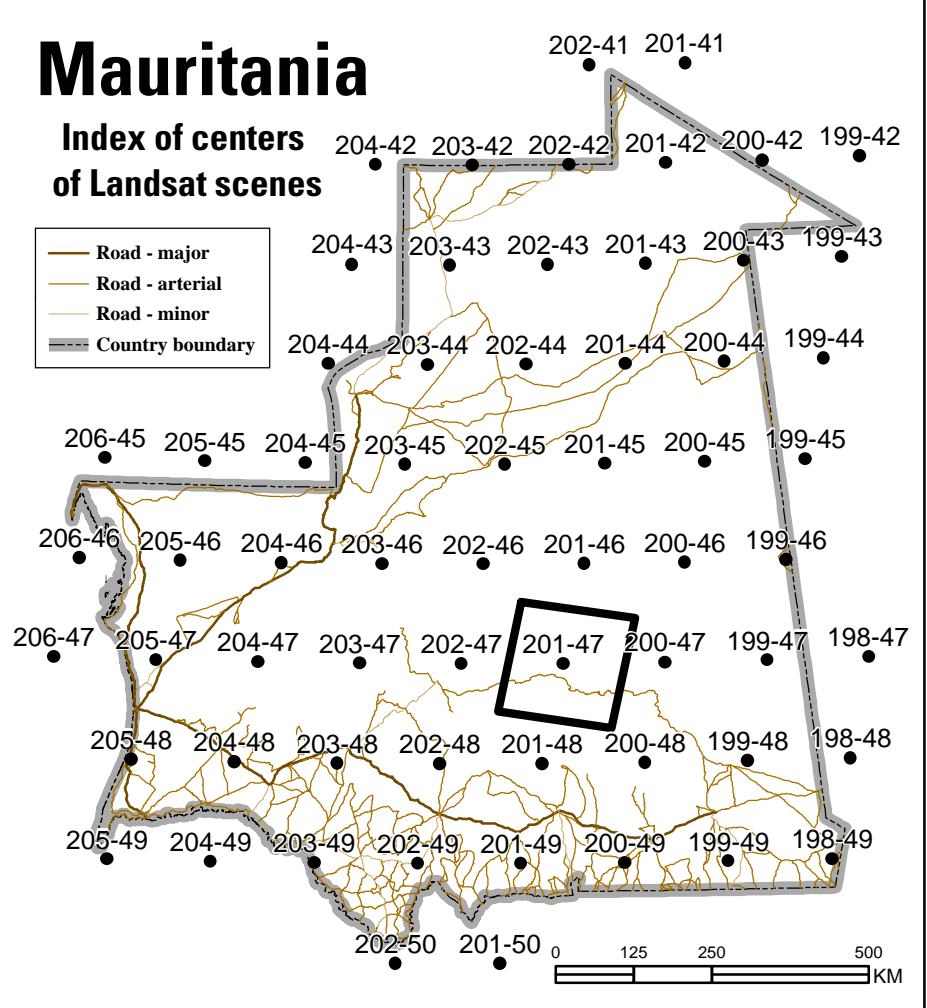 Mauritania
Index of centers
of Landsat scenes
Road - major
Road - arterial
Road - minor
Country boundary
202-41 201-41
204-42 203-42 202-42 201-42 200-42 199-42
204-43 203-43 202-43 201-43 200-43 199-43
204-44 203-44 202-44 201-44 200-44 199-44
206-45 205-45 204-45 203-45 202-45 201-45 200-45 199-45
206-46 205-46 204-46 203-46 202-46 201-46 200-46 199-46
206-47 205-47 204-47 203-47 202-47 201-47 200-47 199-47 198-47
205-48 204-48 203-48 202-48 201-48 200-48 199-48 198-48
205-49 204-49 203-49 202-49 201-49 200-49 199-49 198-49
202-50 201-50
0 125 250 500
KM